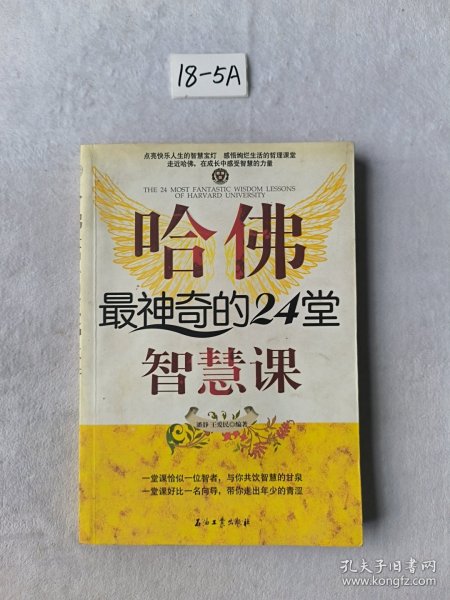 18-5A
点亮快乐人生的智慧宝灯 感悟绚烂生活的哲理课堂
走近哈佛，在成长中感受智慧的力量
THE 24 MOST FANTASTIC WISDOM LESSONS
OF HARVARD UNIVERSITY
哈佛
最神奇的24堂
智慧课
潘静 王爱民◎编著
一堂课恰似一位智者，与你共饮智慧的甘泉
一堂课好比一名向导，带你走出年少的青涩
石油工业出版社
孔夫子旧书网
www.kongfz.com